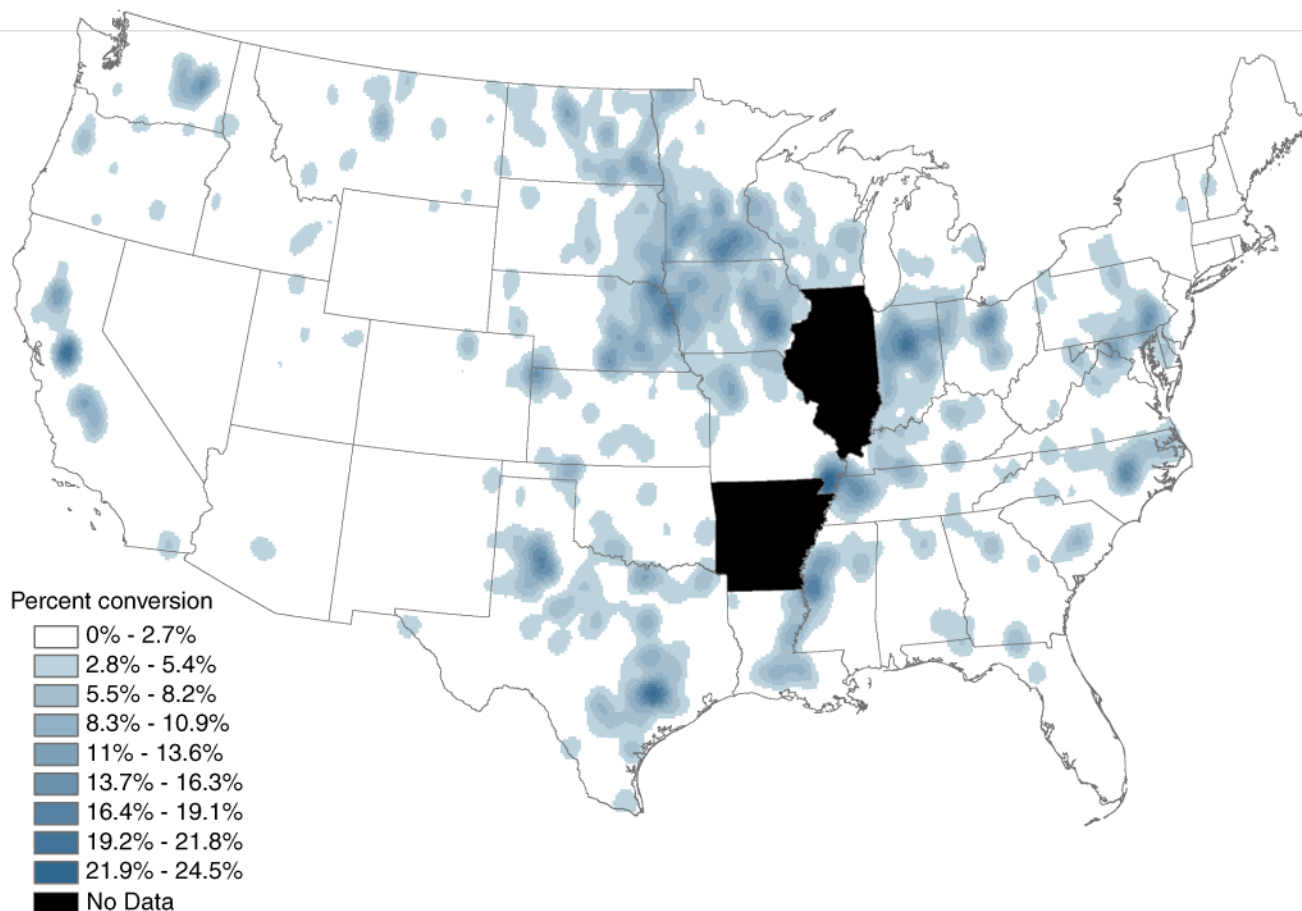 Percent conversion
0% - 2.7%
2.8% - 5.4%
5.5% - 8.2%
8.3% - 10.9%
11% - 13.6%
13.7% - 16.3%
16.4% - 19.1%
19.2% - 21.8%
21.9% - 24.5%
No Data